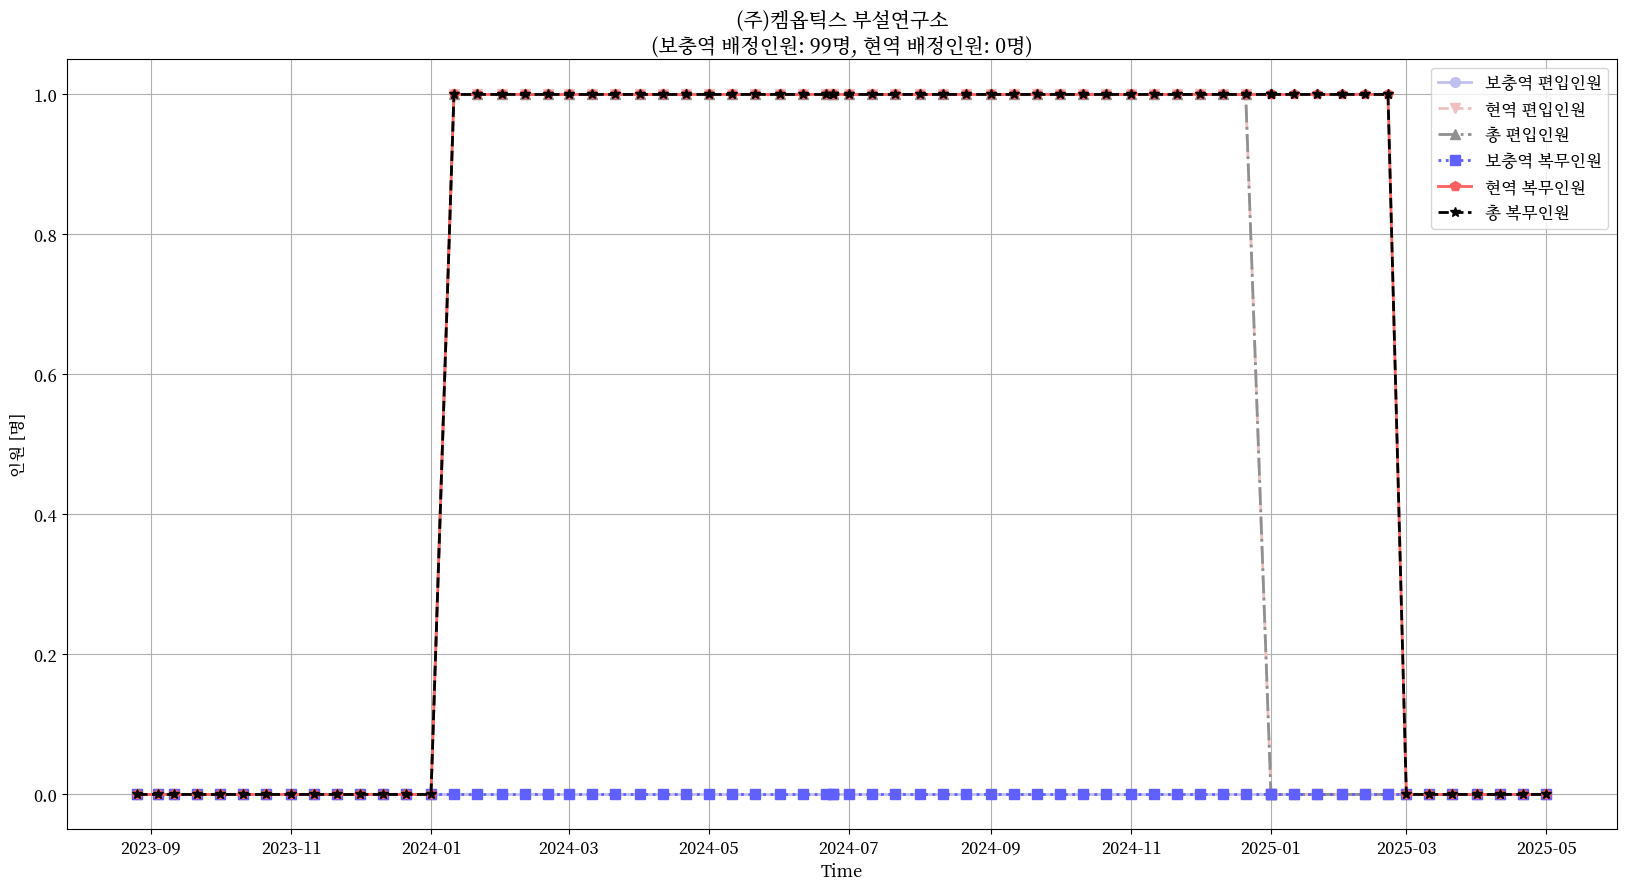 (주)켐옵틱스 부설연구소
(보충역 배정인원: 99명, 현역 배정인원: 0명)
보충역 편입인원
현역 편입인원
총 편입인원
보충역 복무인원
현역 복무인원
총 복무인원
인원 [명]
1.0
0.8
0.6
0.4
0.2
0.0
2023-09 2023-11 2024-01 2024-03 2024-05 2024-07 2024-09 2024-11 2025-01 2025-03 2025-05
Time